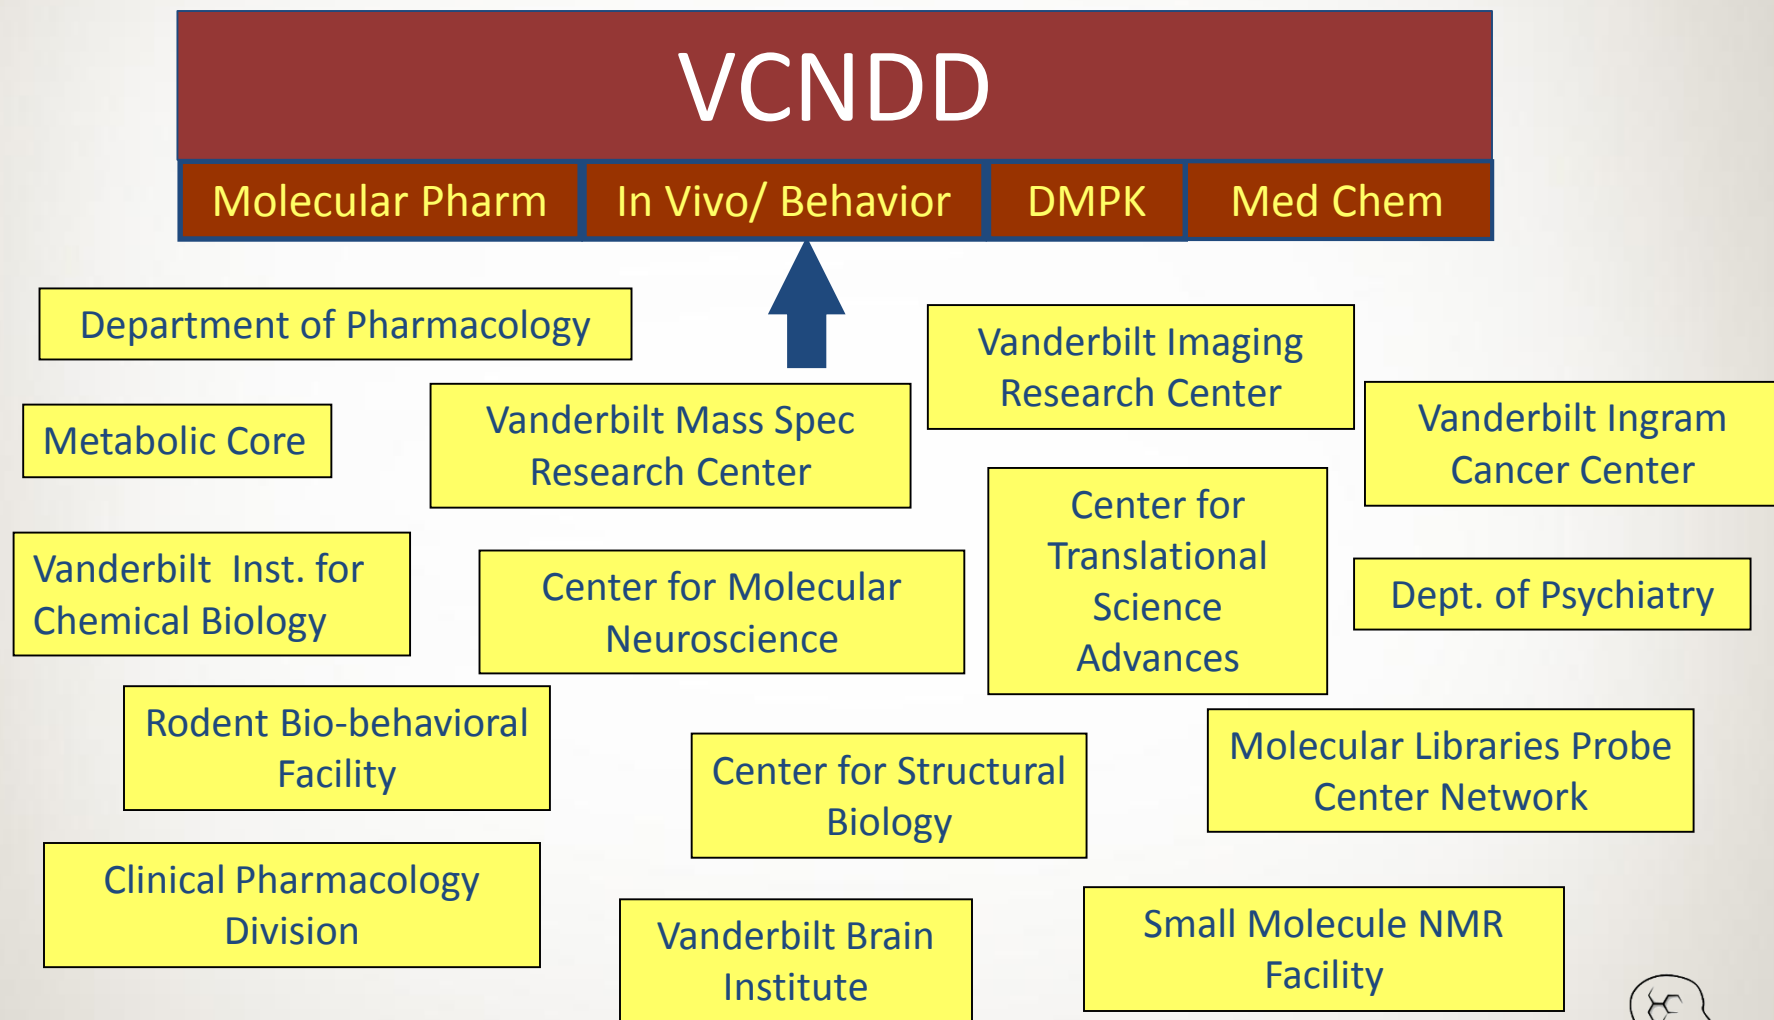 VCNDD
Molecular Pharm
In Vivo/ Behavior
DMPK
Med Chem
Department of Pharmacology
Vanderbilt Imaging
Research Center
Metabolic Core
Vanderbilt Mass Spec
Research Center
Vanderbilt Ingram
Cancer Center
Vanderbilt Inst. for
Chemical Biology
Center for Molecular
Neuroscience
Center for
Translational
Science
Advances
Dept. of Psychiatry
Rodent Bio-behavioral
Facility
Center for Structural
Biology
Molecular Libraries Probe
Center Network
Clinical Pharmacology
Division
Vanderbilt Brain
Institute
Small Molecule NMR
Facility